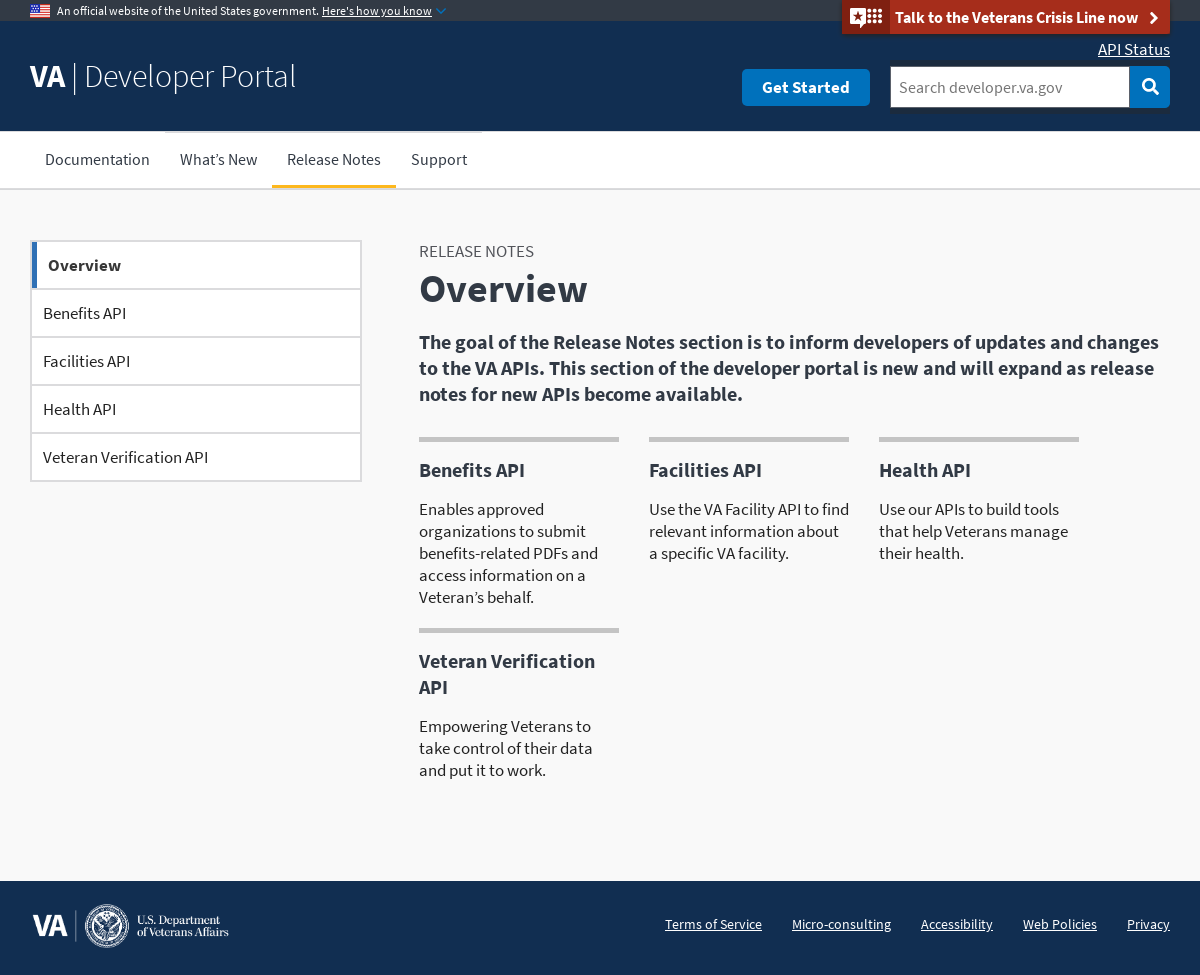 An official website of the United States government. Here's how you know
Talk to the Veterans Crisis Line now
API Status
VA | Developer Portal
Get Started
Search developer.va.gov
Documentation
What’s New
Release Notes
Support
Overview
Benefits API
Facilities API
Health API
Veteran Verification API
RELEASE NOTES
Overview
The goal of the Release Notes section is to inform developers of updates and changes
to the VA APIs. This section of the developer portal is new and will expand as release
notes for new APIs become available.
Benefits API
Enables approved
organizations to submit
benefits-related PDFs and
access information on a
Veteran’s behalf.
Facilities API
Use the VA Facility API to find
relevant information about
a specific VA facility.
Health API
Use our APIs to build tools
that help Veterans manage
their health.
Veteran Verification
API
Empowering Veterans to
take control of their data
and put it to work.
VA
U.S. Department
of Veterans Affairs
Terms of Service
Micro-consulting
Accessibility
Web Policies
Privacy